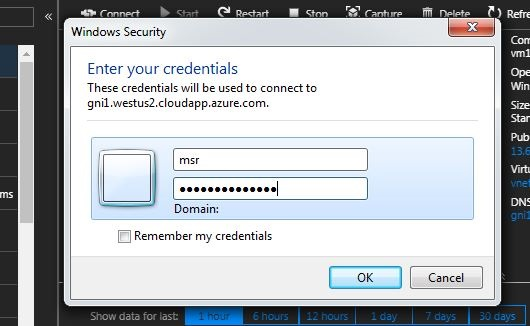 « Connect Start Restart Stop Capture Delete
Windows Security
Enter your credentials
These credentials will be used to connect to
gni1.westus2.cloudapp.azure.com.
msr
●●●●●●●●●●●●●●
Domain:
Remember my credentials
OK Cancel
Com
vm1
Ope
Win
Size
Stan
Pub
13.6
Virtu
vnet
DNS
gni1
ms
Show data for last: 1 hour 6 hours 12 hours 1 day 7 days 30 days